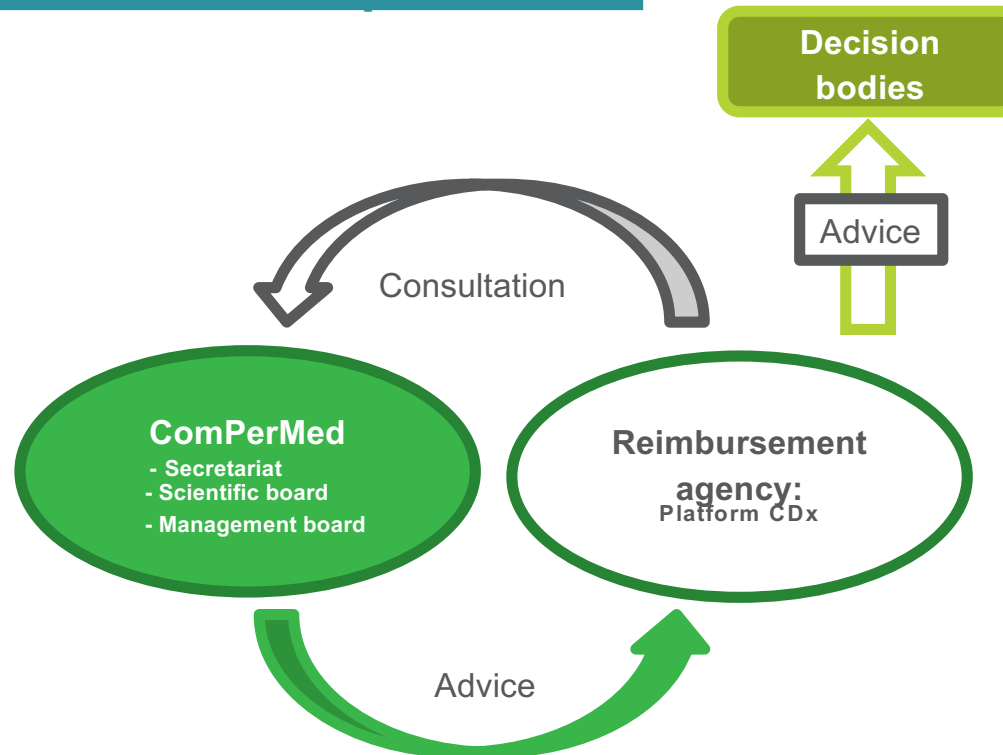 Decision
bodies
Advice
Consultation
ComPerMed
- Secretariat
- Scientific board
- Management board
Reimbursement
agency:
Platform CDx
Advice